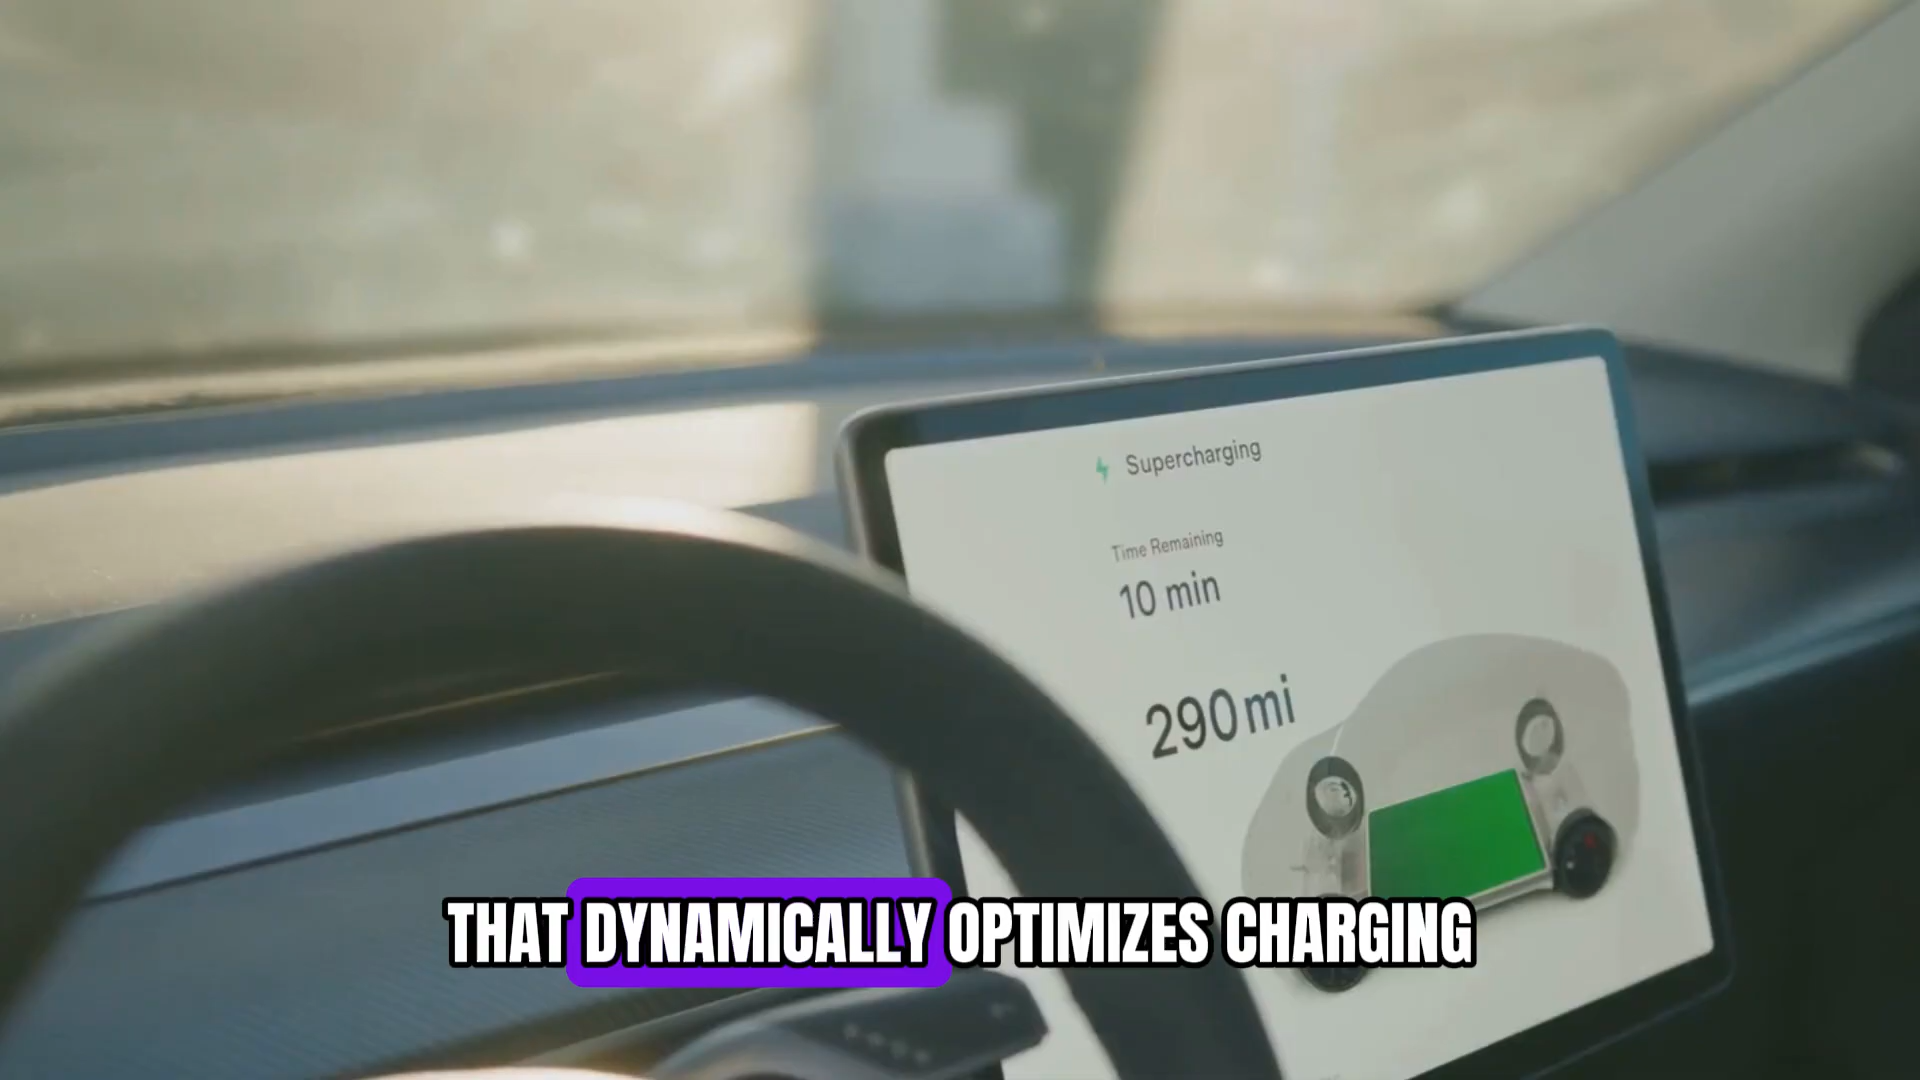 Supercharging
Time Remaining
10 min
290 mi
THAT DYNAMICALLY OPTIMIZES CHARGING